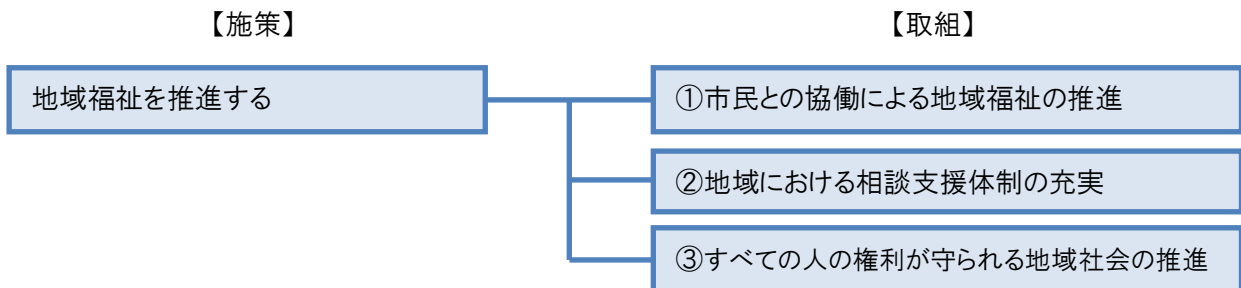 【施策】
【取組】
地域福祉を推進する
①市民との協働による地域福祉の推進
②地域における相談支援体制の充実
③すべての人の権利が守られる地域社会の推進